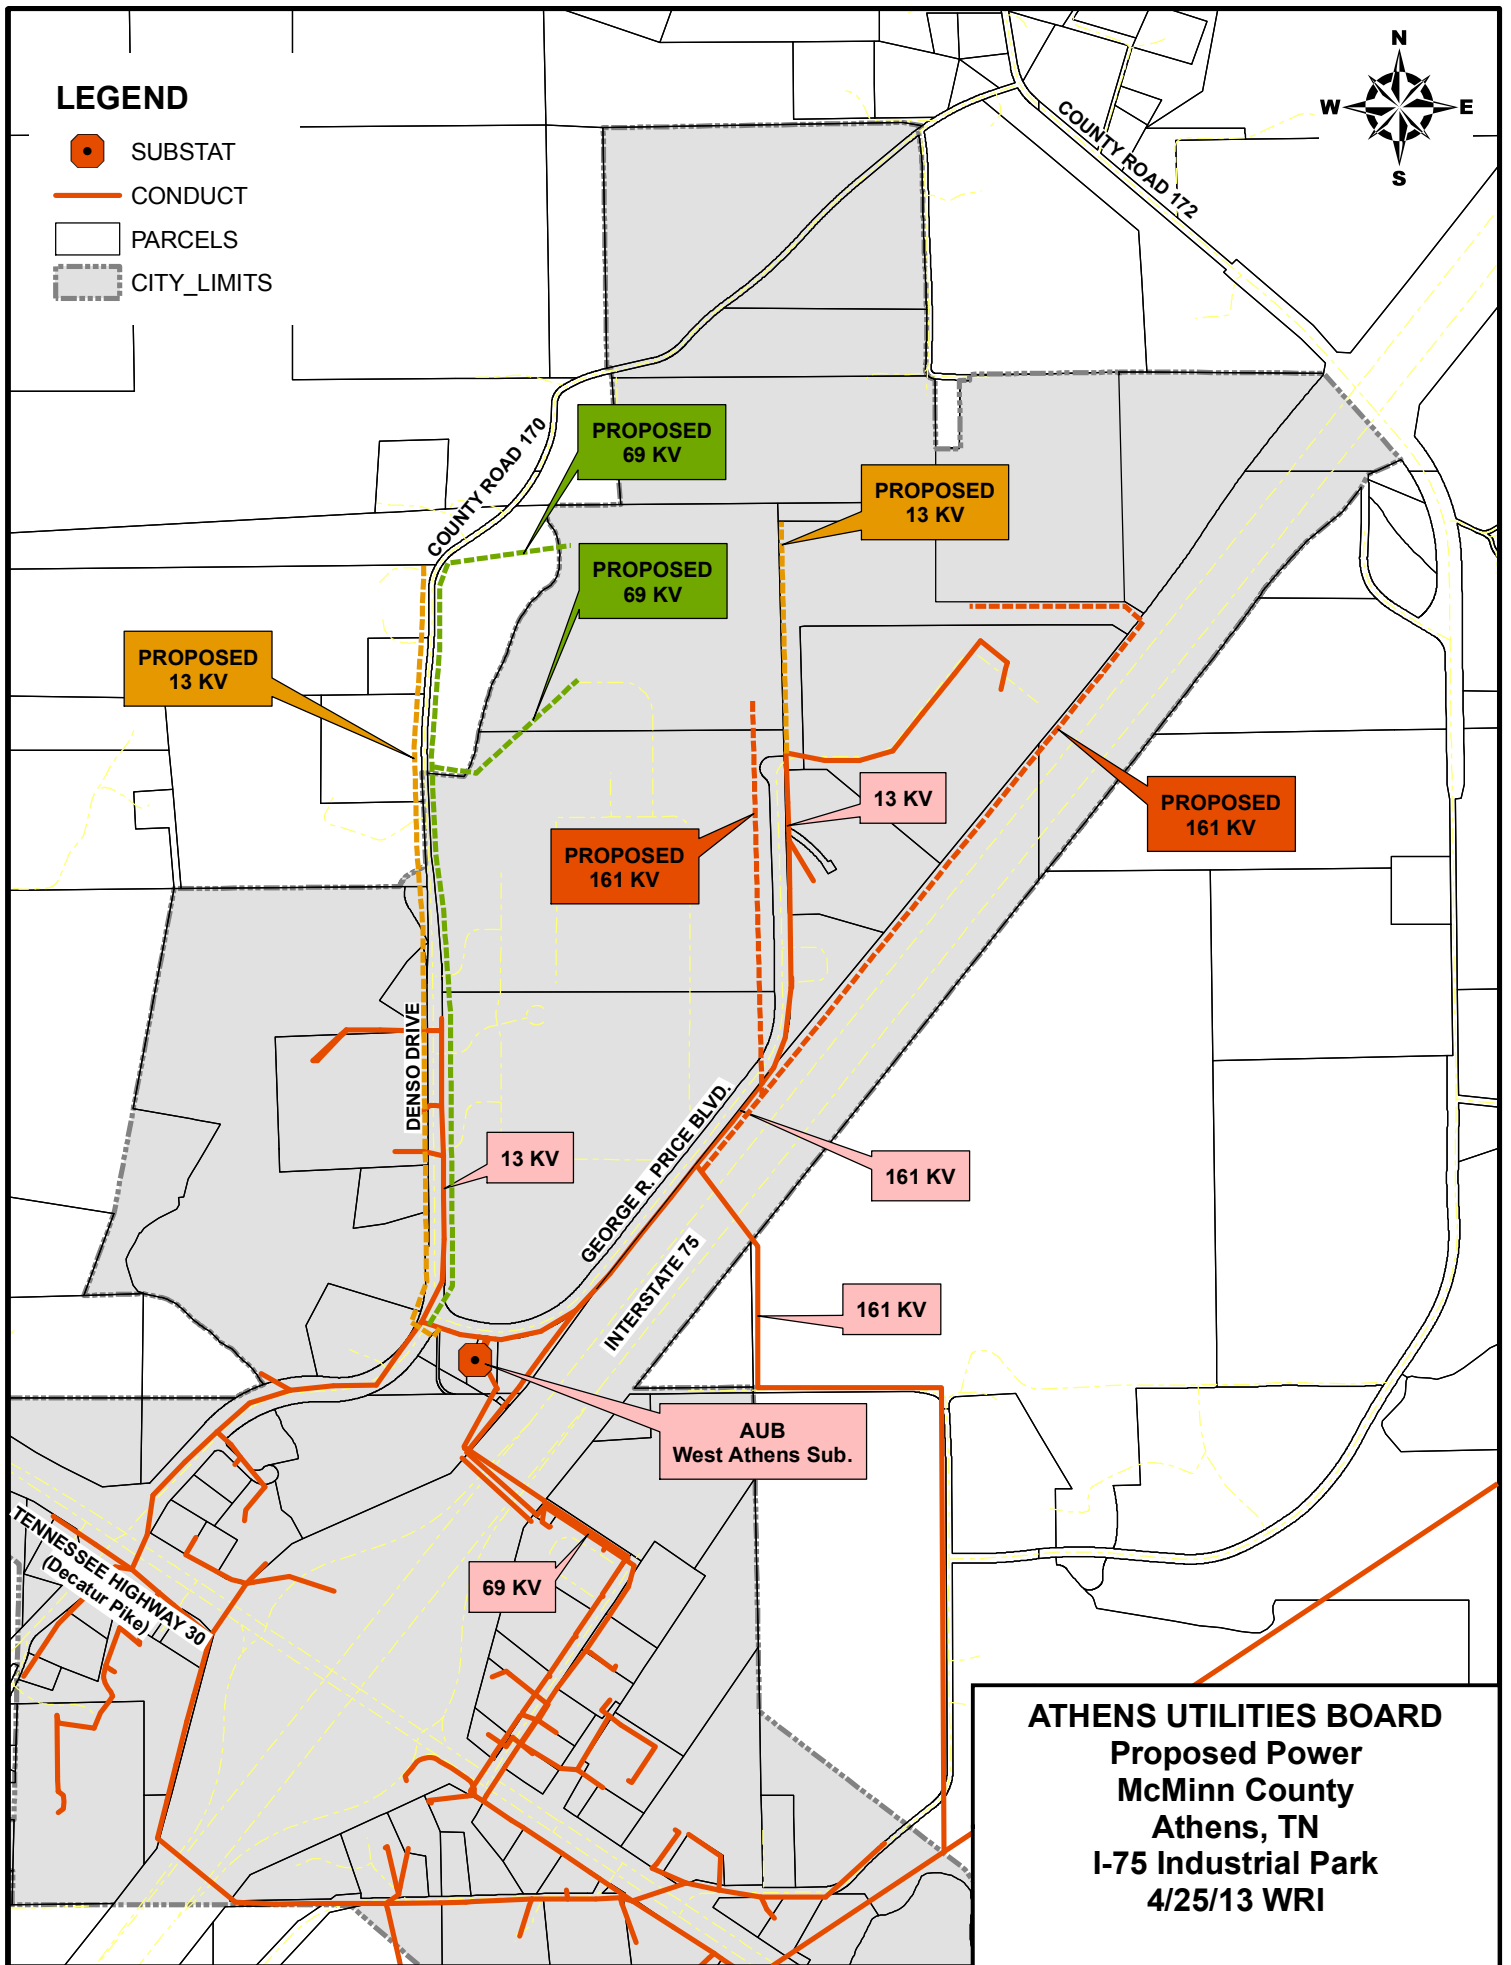 LEGEND
SUBSTAT
CONDUCT
PARCELS
CITY_LIMITS
N
W
E
S
COUNTY ROAD 172
COUNTY ROAD 170
PROPOSED
69 KV
PROPOSED
13 KV
PROPOSED
69 KV
PROPOSED
13 KV
13 KV
PROPOSED
161 KV
PROPOSED
161 KV
DENSO DRIVE
GEORGE R. PRICE BLVD.
13 KV
161 KV
INTERSTATE 75
161 KV
AUB
West Athens Sub.
69 KV
TENNESSEE HIGHWAY 30
(Decatur Pike)
ATHENS UTILITIES BOARD
Proposed Power
McMinn County
Athens, TN
I-75 Industrial Park
4/25/13 WRI